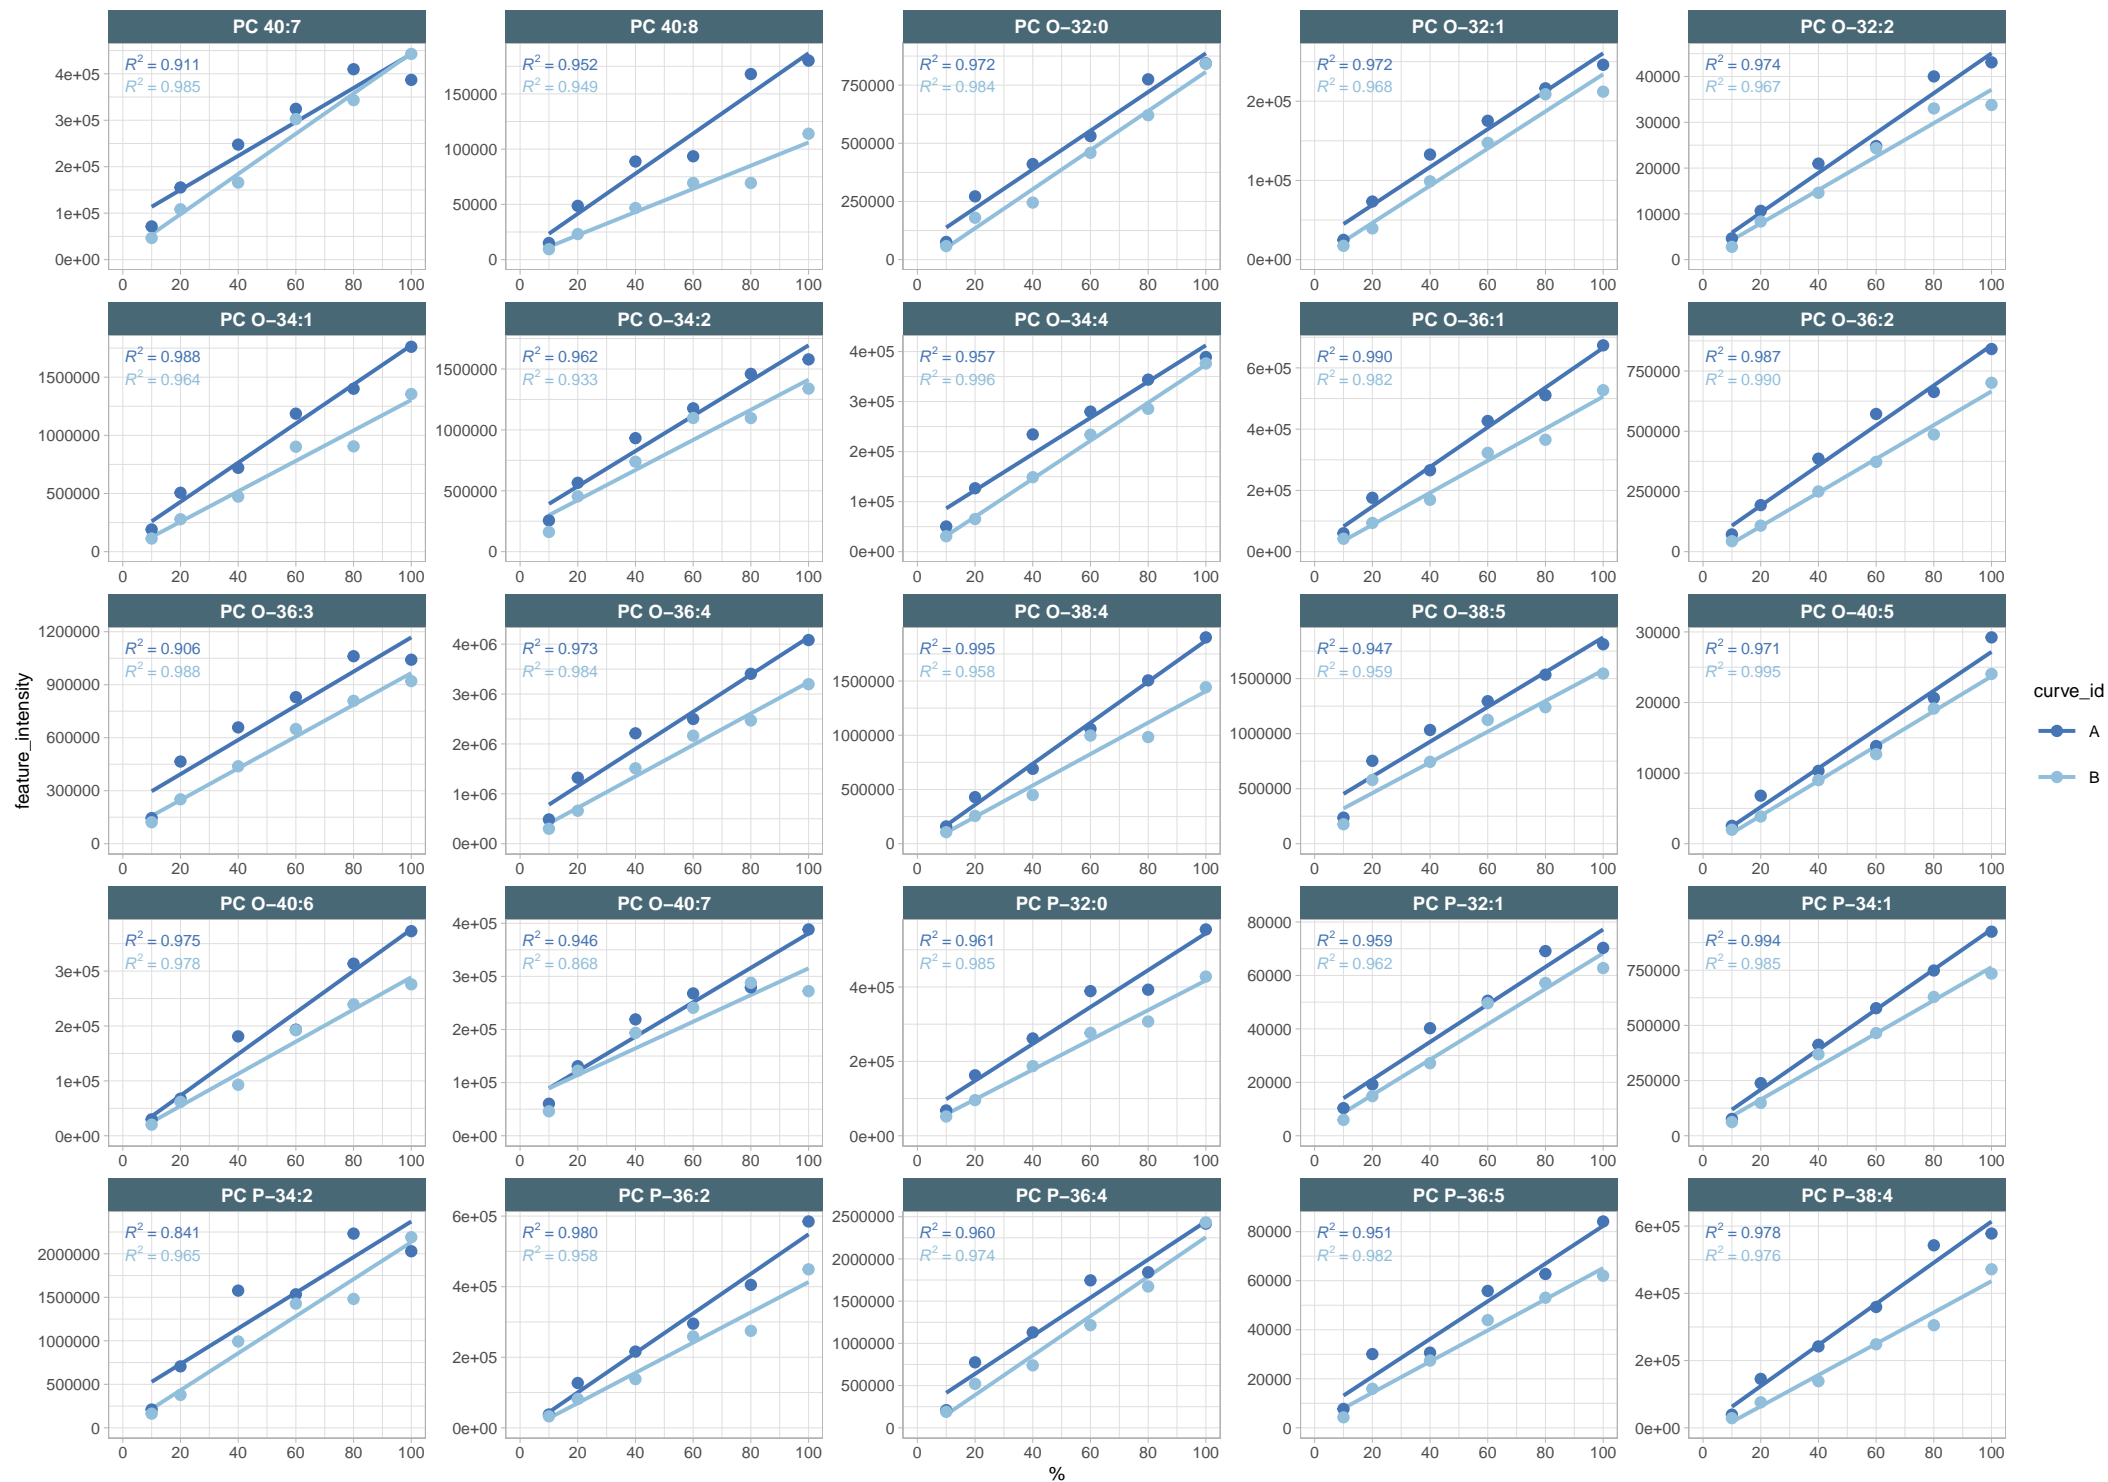 PC 40:7
PC 40:8
PC O−32:0
PC O−32:1
PC O−32:2
R² = 0.911
R² = 0.985
4e+05
3e+05
2e+05
1e+05
0e+00
0 20 40 60 80 100
R² = 0.952
R² = 0.949
150000
100000
50000
0
0 20 40 60 80 100
R² = 0.972
R² = 0.984
750000
500000
250000
0
0 20 40 60 80 100
R² = 0.972
R² = 0.968
2e+05
1e+05
0e+00
0 20 40 60 80 100
R² = 0.974
R² = 0.967
40000
30000
20000
10000
0
0 20 40 60 80 100
PC O−34:1
PC O−34:2
PC O−34:4
PC O−36:1
PC O−36:2
R² = 0.988
R² = 0.964
1500000
1000000
500000
0
0 20 40 60 80 100
R² = 0.962
R² = 0.933
1500000
1000000
500000
0
0 20 40 60 80 100
R² = 0.957
R² = 0.996
4e+05
3e+05
2e+05
1e+05
0e+00
0 20 40 60 80 100
R² = 0.990
R² = 0.982
6e+05
4e+05
2e+05
0e+00
0 20 40 60 80 100
R² = 0.987
R² = 0.990
750000
500000
250000
0
0 20 40 60 80 100
PC O−36:3
PC O−36:4
PC O−38:4
PC O−38:5
PC O−40:5
R² = 0.906
R² = 0.988
1200000
900000
600000
300000
0
0 20 40 60 80 100
R² = 0.973
R² = 0.984
4e+06
3e+06
2e+06
1e+06
0e+00
0 20 40 60 80 100
R² = 0.995
R² = 0.958
1500000
1000000
500000
0
0 20 40 60 80 100
R² = 0.947
R² = 0.959
1500000
1000000
500000
0
0 20 40 60 80 100
R² = 0.971
R² = 0.995
30000
20000
10000
0
0 20 40 60 80 100
PC O−40:6
PC O−40:7
PC P−32:0
PC P−32:1
PC P−34:1
R² = 0.975
R² = 0.978
3e+05
2e+05
1e+05
0e+00
0 20 40 60 80 100
R² = 0.946
R² = 0.868
4e+05
3e+05
2e+05
1e+05
0e+00
0 20 40 60 80 100
R² = 0.961
R² = 0.985
4e+05
2e+05
0e+00
0 20 40 60 80 100
R² = 0.959
R² = 0.962
80000
60000
40000
20000
0
0 20 40 60 80 100
R² = 0.994
R² = 0.985
750000
500000
250000
0
0 20 40 60 80 100
PC P−34:2
PC P−36:2
PC P−36:4
PC P−36:5
PC P−38:4
R² = 0.841
R² = 0.965
2000000
1500000
1000000
500000
0
0 20 40 60 80 100
R² = 0.980
R² = 0.958
6e+05
4e+05
2e+05
0e+00
0 20 40 60 80 100
R² = 0.960
R² = 0.974
2500000
2000000
1500000
1000000
500000
0
0 20 40 60 80 100
R² = 0.951
R² = 0.982
80000
60000
40000
20000
0
0 20 40 60 80 100
R² = 0.978
R² = 0.976
6e+05
4e+05
2e+05
0e+00
0 20 40 60 80 100
feature_intensity
%
curve_id
A
B